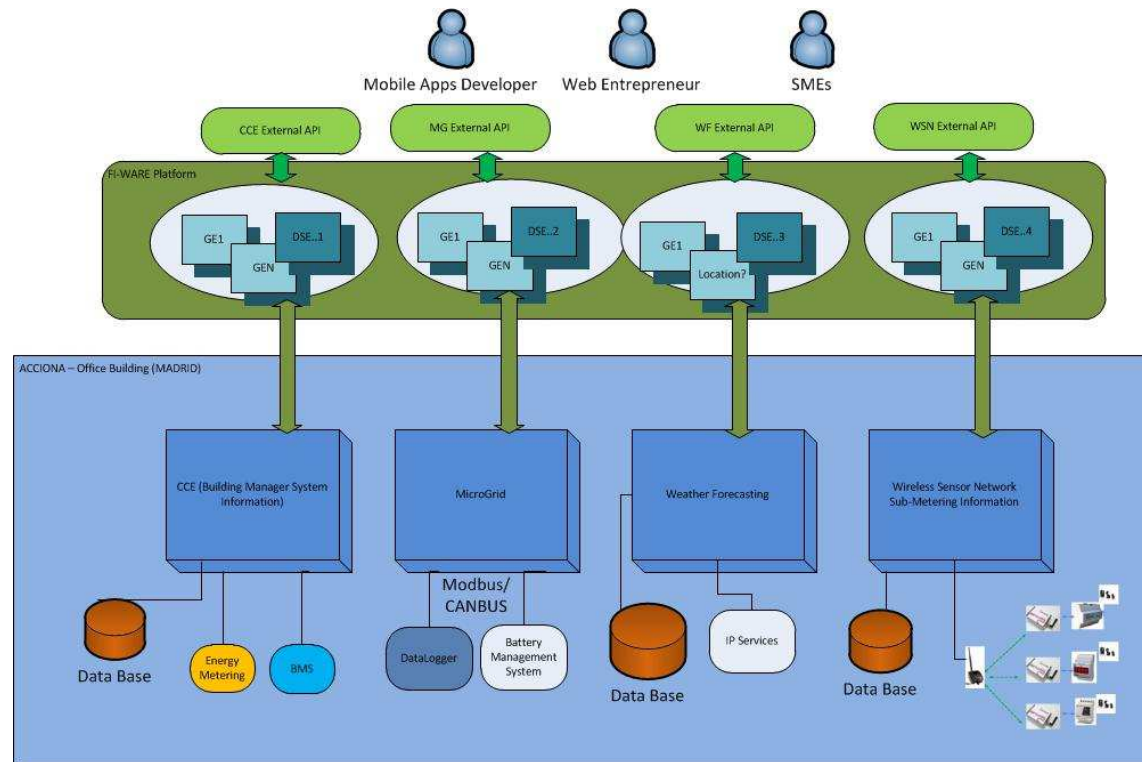 Mobile Apps Developer
Web Entrepreneur
SMEs
CCE External API
MG External API
WF External API
WSN External API
FI-WARE Platform
GE1
DSE..1
GEN
GE1
DSE..2
GEN
GE1
DSE..3
Location?
GE1
DSE..4
GEN
ACCIONA – Office Building (MADRID)
CCE (Building Manager System
Information)
MicroGrid
Weather Forecasting
Wireless Sensor Network
Sub-Metering Information
Modbus/
CANBUS
Data Base
Energy
Metering
BMS
DataLogger
Battery
Management
System
Data Base
IP Services
Data Base